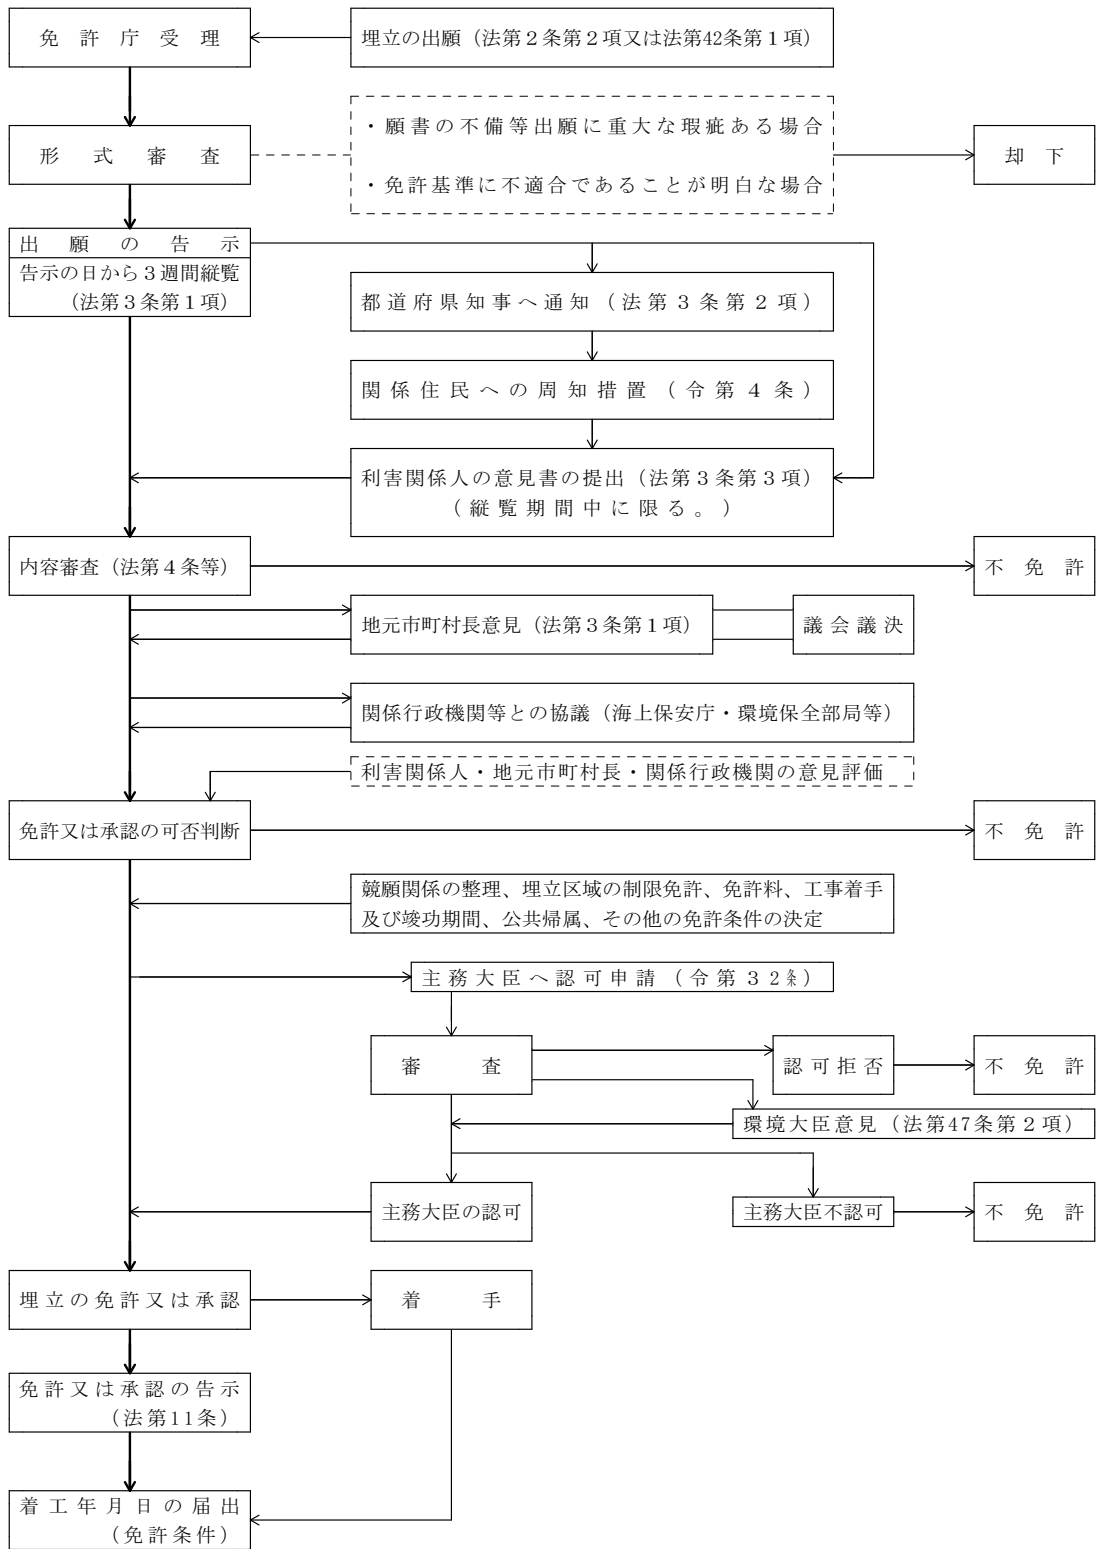 免許庁受理
埋立の出願（法第２条第２項又は法第42条第１項）
形式審査
・願書の不備等出願に重大な瑕疵ある場合
・免許基準に不適合であることが明白な場合
却下
出願の告示
告示の日から３週間縦覧
（法第３条第１項）
都道府県知事へ通知（法第３条第２項）
関係住民への周知措置（令第４条）
利害関係人の意見書の提出（法第３条第３項）
（縦覧期間中に限る。）
内容審査（法第４条等）
不免許
地元市町村長意見（法第３条第１項）
議会議決
関係行政機関等との協議（海上保安庁・環境保全部局等）
利害関係人・地元市町村長・関係行政機関の意見評価
免許又は承認の可否判断
不免許
競願関係の整理、埋立区域の制限免許、免許料、工事着手
及び竣功期間、公共帰属、その他の免許条件の決定
主務大臣へ認可申請（令第３２条）
審査
認可拒否
不免許
環境大臣意見（法第47条第２項）
主務大臣の認可
主務大臣不認可
不免許
埋立の免許又は承認
着手
免許又は承認の告示
（法第11条）
着工年月日の届出
（免許条件）